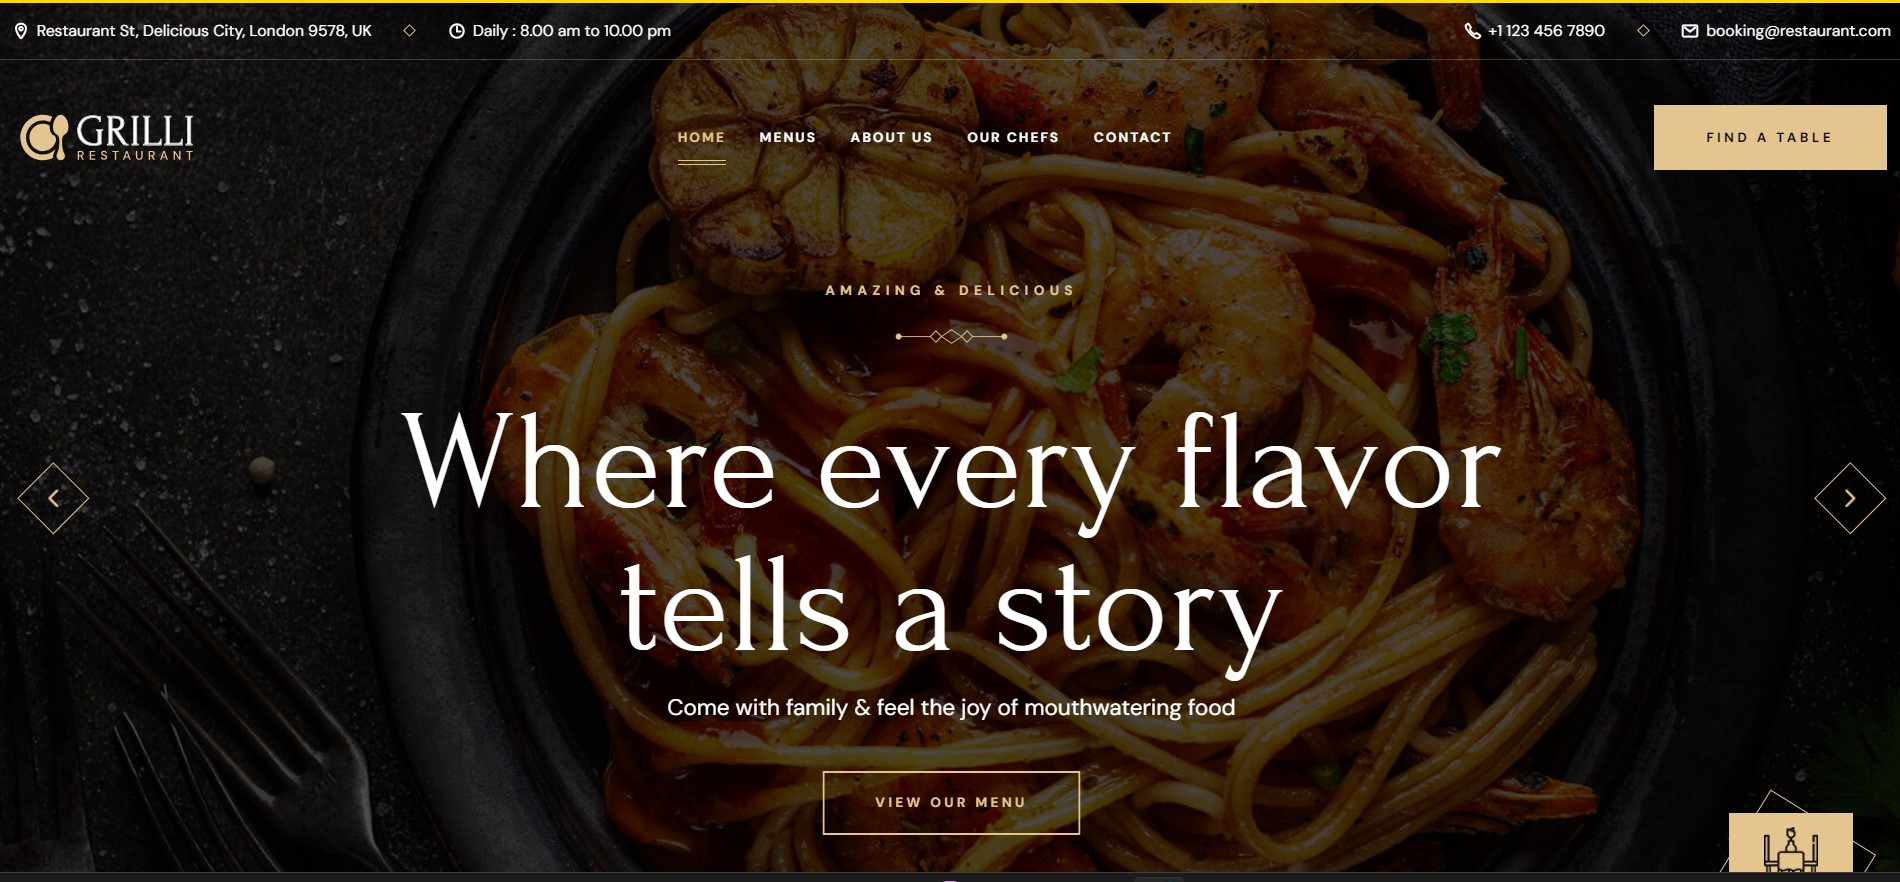 Restaurant St, Delicious City, London 9578, UK
Daily : 8.00 am to 10.00 pm
+1 123 456 7890
booking@restaurant.com
GRILLI
RESTAURANT
HOME
MENUS
ABOUT US
OUR CHEFS
CONTACT
FIND A TABLE
AMAZING & DELICIOUS
Where every flavor
tells a story
Come with family & feel the joy of mouthwatering food
VIEW OUR MENU